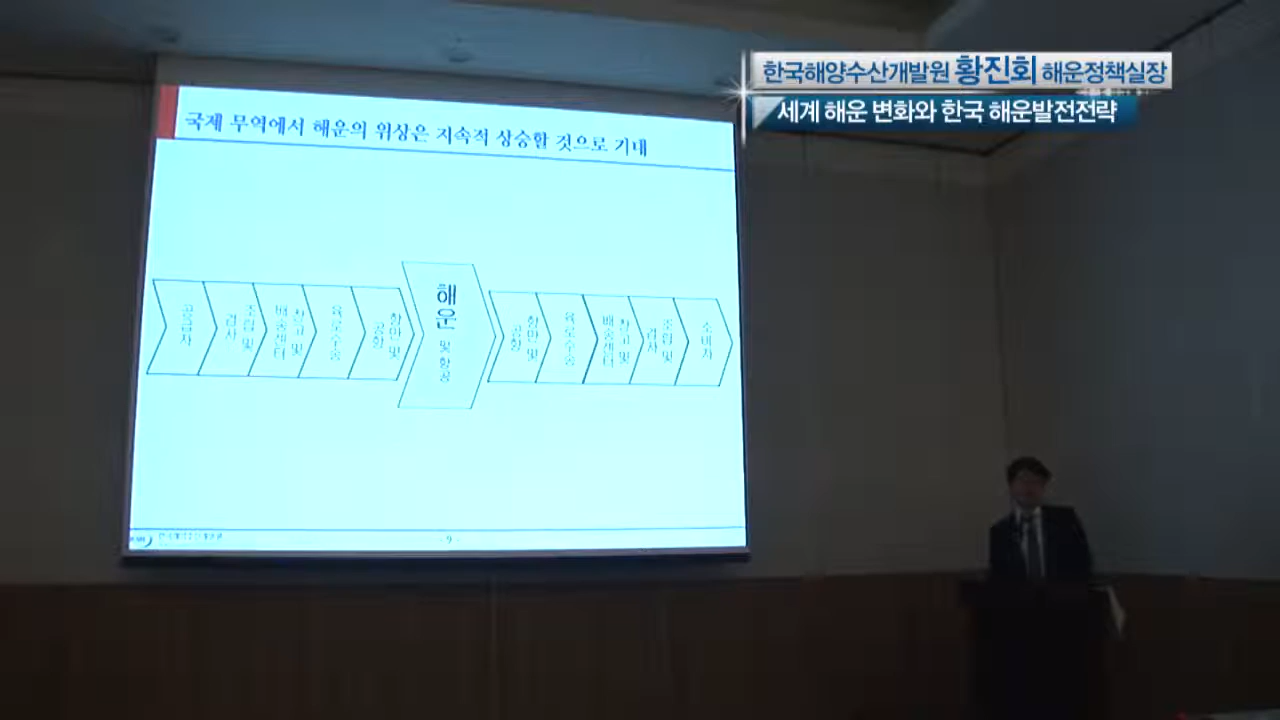 한국해양수산개발원 황진회 해운정책실장
세계 해운 변화와 한국 해운발전전략
국제 무역에서 해운의 위상은 지속적 상승할 것으로 기대
공급자
조립 및
검사
창고 및
배송센터
육로수송
항만 및
공항
해운 및 항공
항만 및
공항
육로수송
창고 및
배송센터
조립 및
검사
소비자
- 9 -